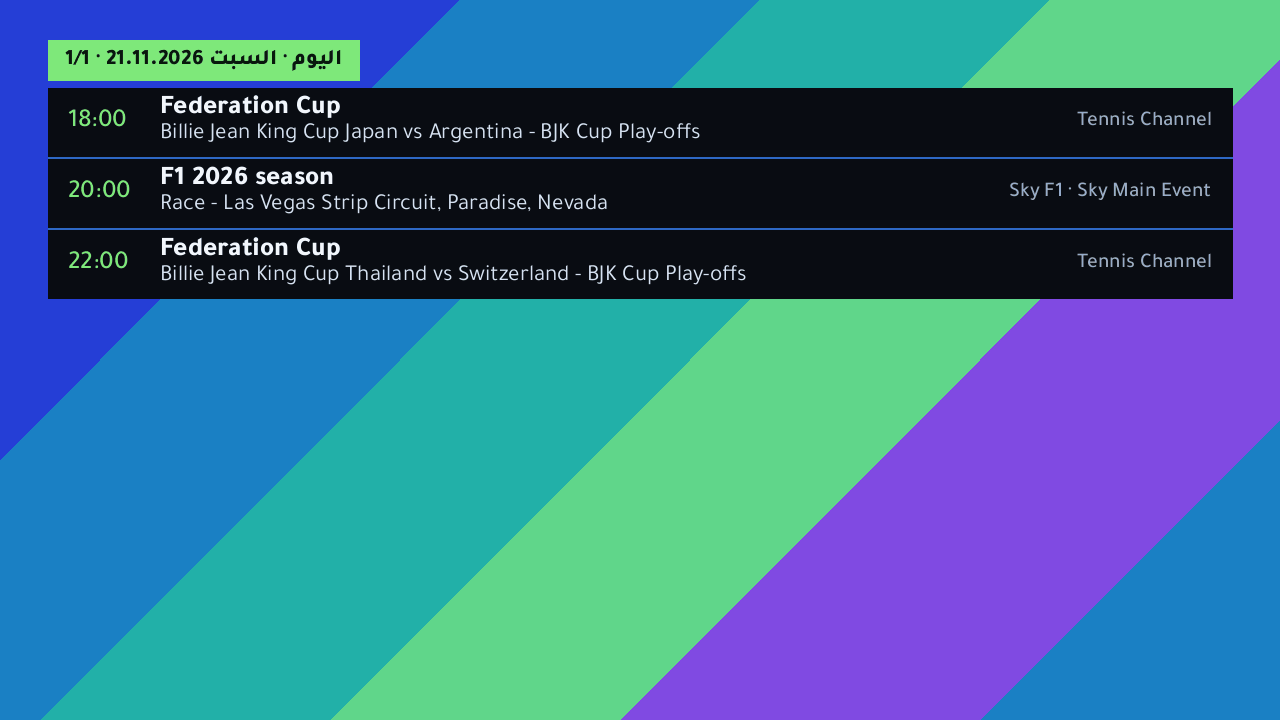 اليوم · السبت 21.11.2026 · 1/1
18:00 Federation Cup Tennis Channel
Billie Jean King Cup Japan vs Argentina - BJK Cup Play-offs
20:00 F1 2026 season Sky F1 · Sky Main Event
Race - Las Vegas Strip Circuit, Paradise, Nevada
22:00 Federation Cup Tennis Channel
Billie Jean King Cup Thailand vs Switzerland - BJK Cup Play-offs